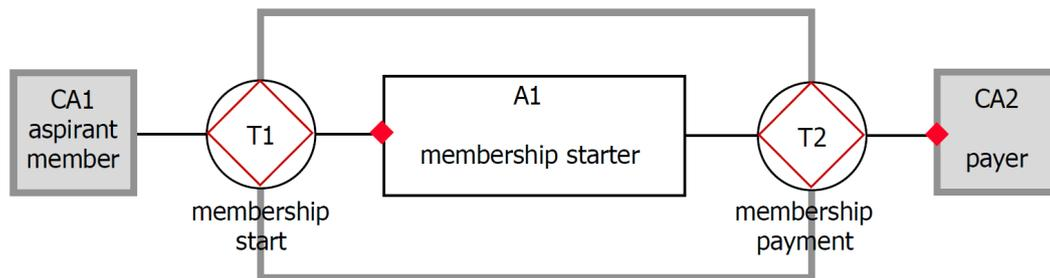 CA1
aspirant
member
T1
membership
start
A1
membership starter
T2
membership
payment
CA2
payer